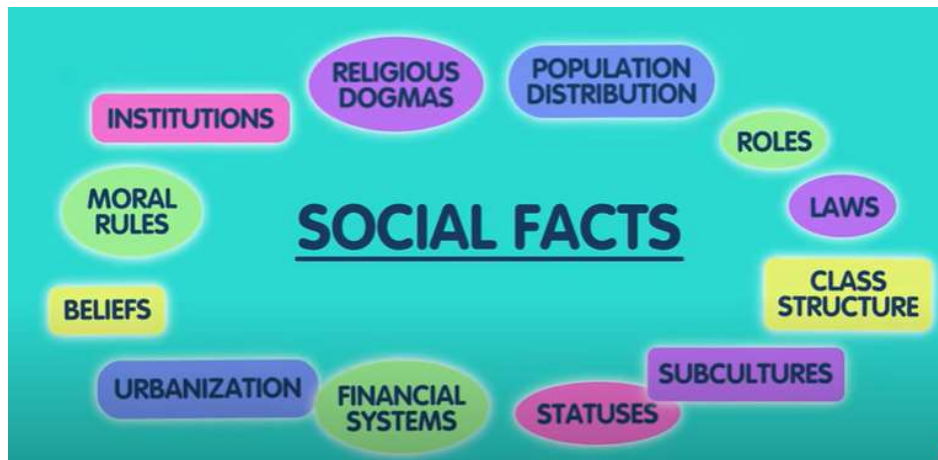 RELIGIOUS
DOGMAS
POPULATION
DISTRIBUTION
INSTITUTIONS
ROLES
MORAL
RULES
SOCIAL FACTS
LAWS
BELIEFS
CLASS
STRUCTURE
URBANIZATION
FINANCIAL
SYSTEMS
STATUSES
SUBCULTURES